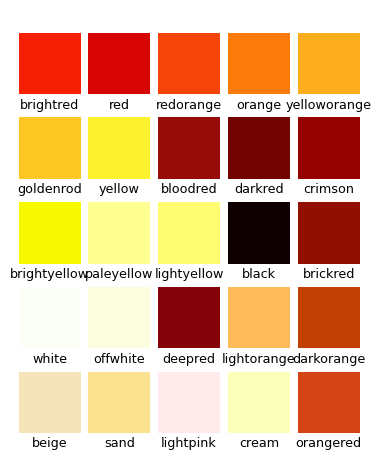 brightred red redorange orange yelloworange
goldenrod yellow bloodred darkred crimson
brightyellow paleyellow lightyellow black brickred
white offwhite deepred lightorange darkorange
beige sand lightpink cream orangered